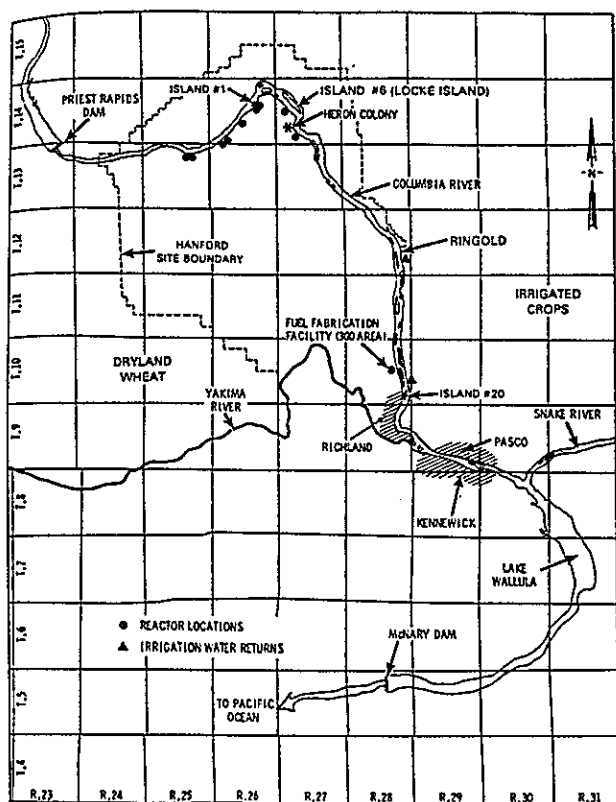 T.15
T.14
T.13
T.12
T.11
T.10
T.9
T.8
T.7
T.6
T.5
T.4
PRIEST RAPIDS
DAM
ISLAND #1
ISLAND #6 (LOCKE ISLAND)
HERON COLONY
-N-
COLUMBIA RIVER
HANFORD
SITE BOUNDARY
RINGOLD
IRRIGATED
CROPS
FUEL FABRICATION
FACILITY (300 AREA)
DRYLAND
WHEAT
YAKIMA
RIVER
ISLAND #20
SNAKE RIVER
RICHLAND
PASCO
KENNEWICK
LAKE
WALLULA
REACTOR LOCATIONS
IRRIGATION WATER RETURNS
McNARY DAM
TO PACIFIC
OCEAN
R.23 R.24 R.25 R.26 R.27 R.28 R.29 R.30 R.31